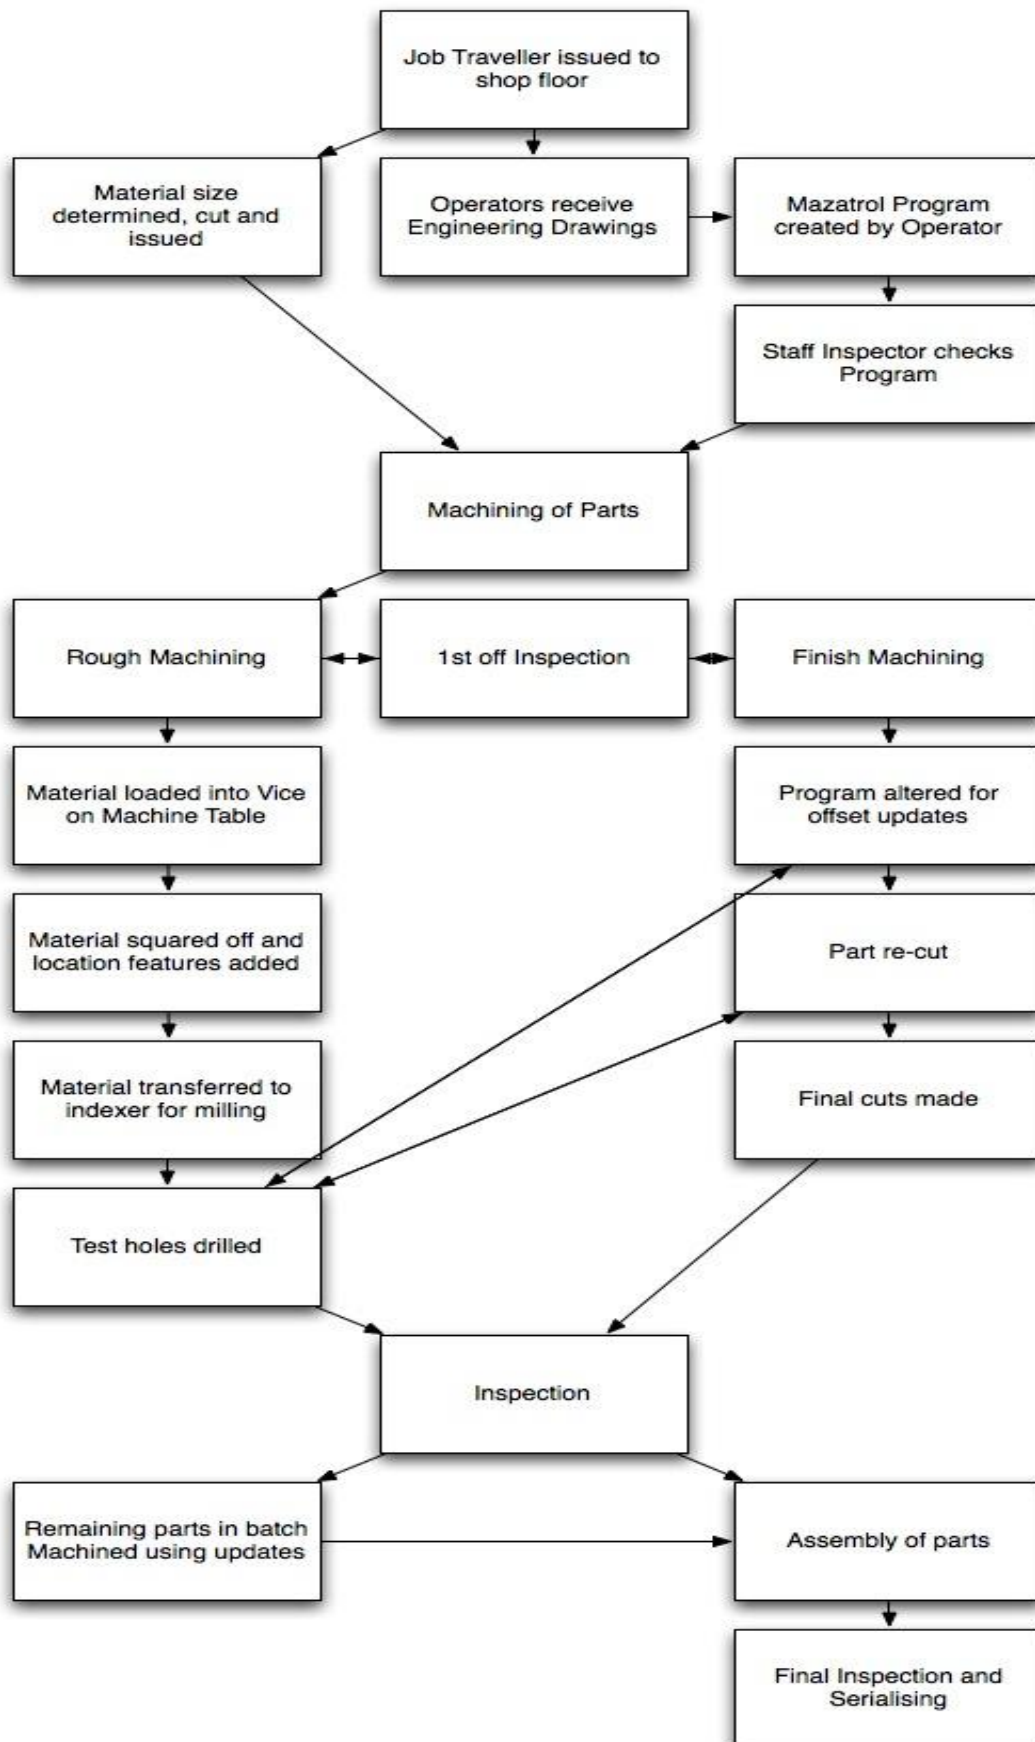 Job Traveller issued to
shop floor
Material size
determined, cut and
issued
Operators receive
Engineering Drawings
Mazatrol Program
created by Operator
Staff Inspector checks
Program
Machining of Parts
Rough Machining
1st off Inspection
Finish Machining
Material loaded into Vice
on Machine Table
Program altered for
offset updates
Material squared off and
location features added
Part re-cut
Material transferred to
indexer for milling
Final cuts made
Test holes drilled
Inspection
Remaining parts in batch
Machined using updates
Assembly of parts
Final Inspection and
Serialising